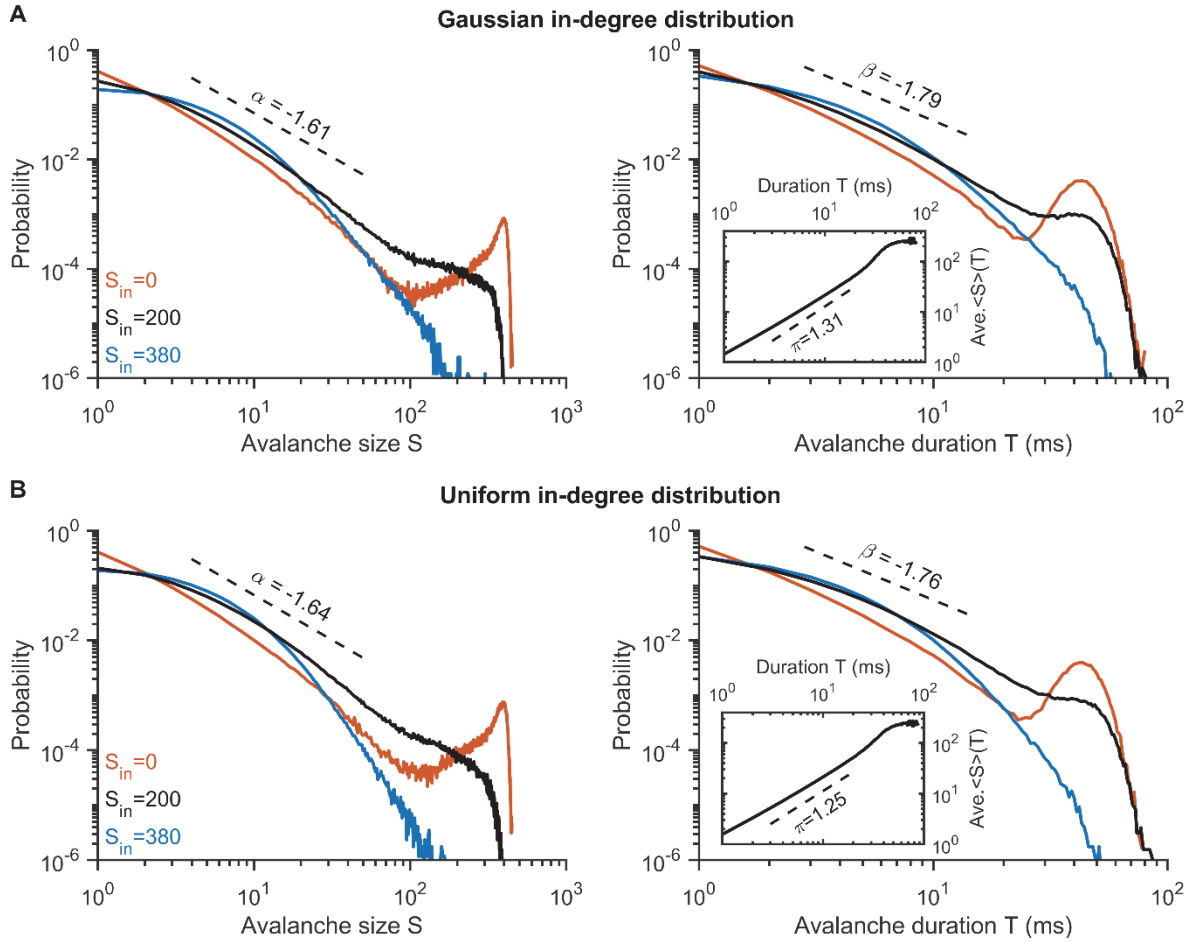 A
Gaussian in-degree distribution
10^0
10^-2
10^-4
10^-6
Probability
α = -1.61
S_in=0
S_in=200
S_in=380
10^0
10^1
10^2
10^3
Avalanche size S
10^0
10^-2
10^-4
10^-6
Probability
β = -1.79
Duration T (ms)
10^0
10^1
10^2
10^2
10^1
10^0
Ave.<S>(T)
π=1.31
10^0
10^1
10^2
Avalanche duration T (ms)
B
Uniform in-degree distribution
10^0
10^-2
10^-4
10^-6
Probability
α = -1.64
S_in=0
S_in=200
S_in=380
10^0
10^1
10^2
10^3
Avalanche size S
10^0
10^-2
10^-4
10^-6
Probability
β = -1.76
Duration T (ms)
10^0
10^1
10^2
10^2
10^1
10^0
Ave.<S>(T)
π=1.25
10^0
10^1
10^2
Avalanche duration T (ms)